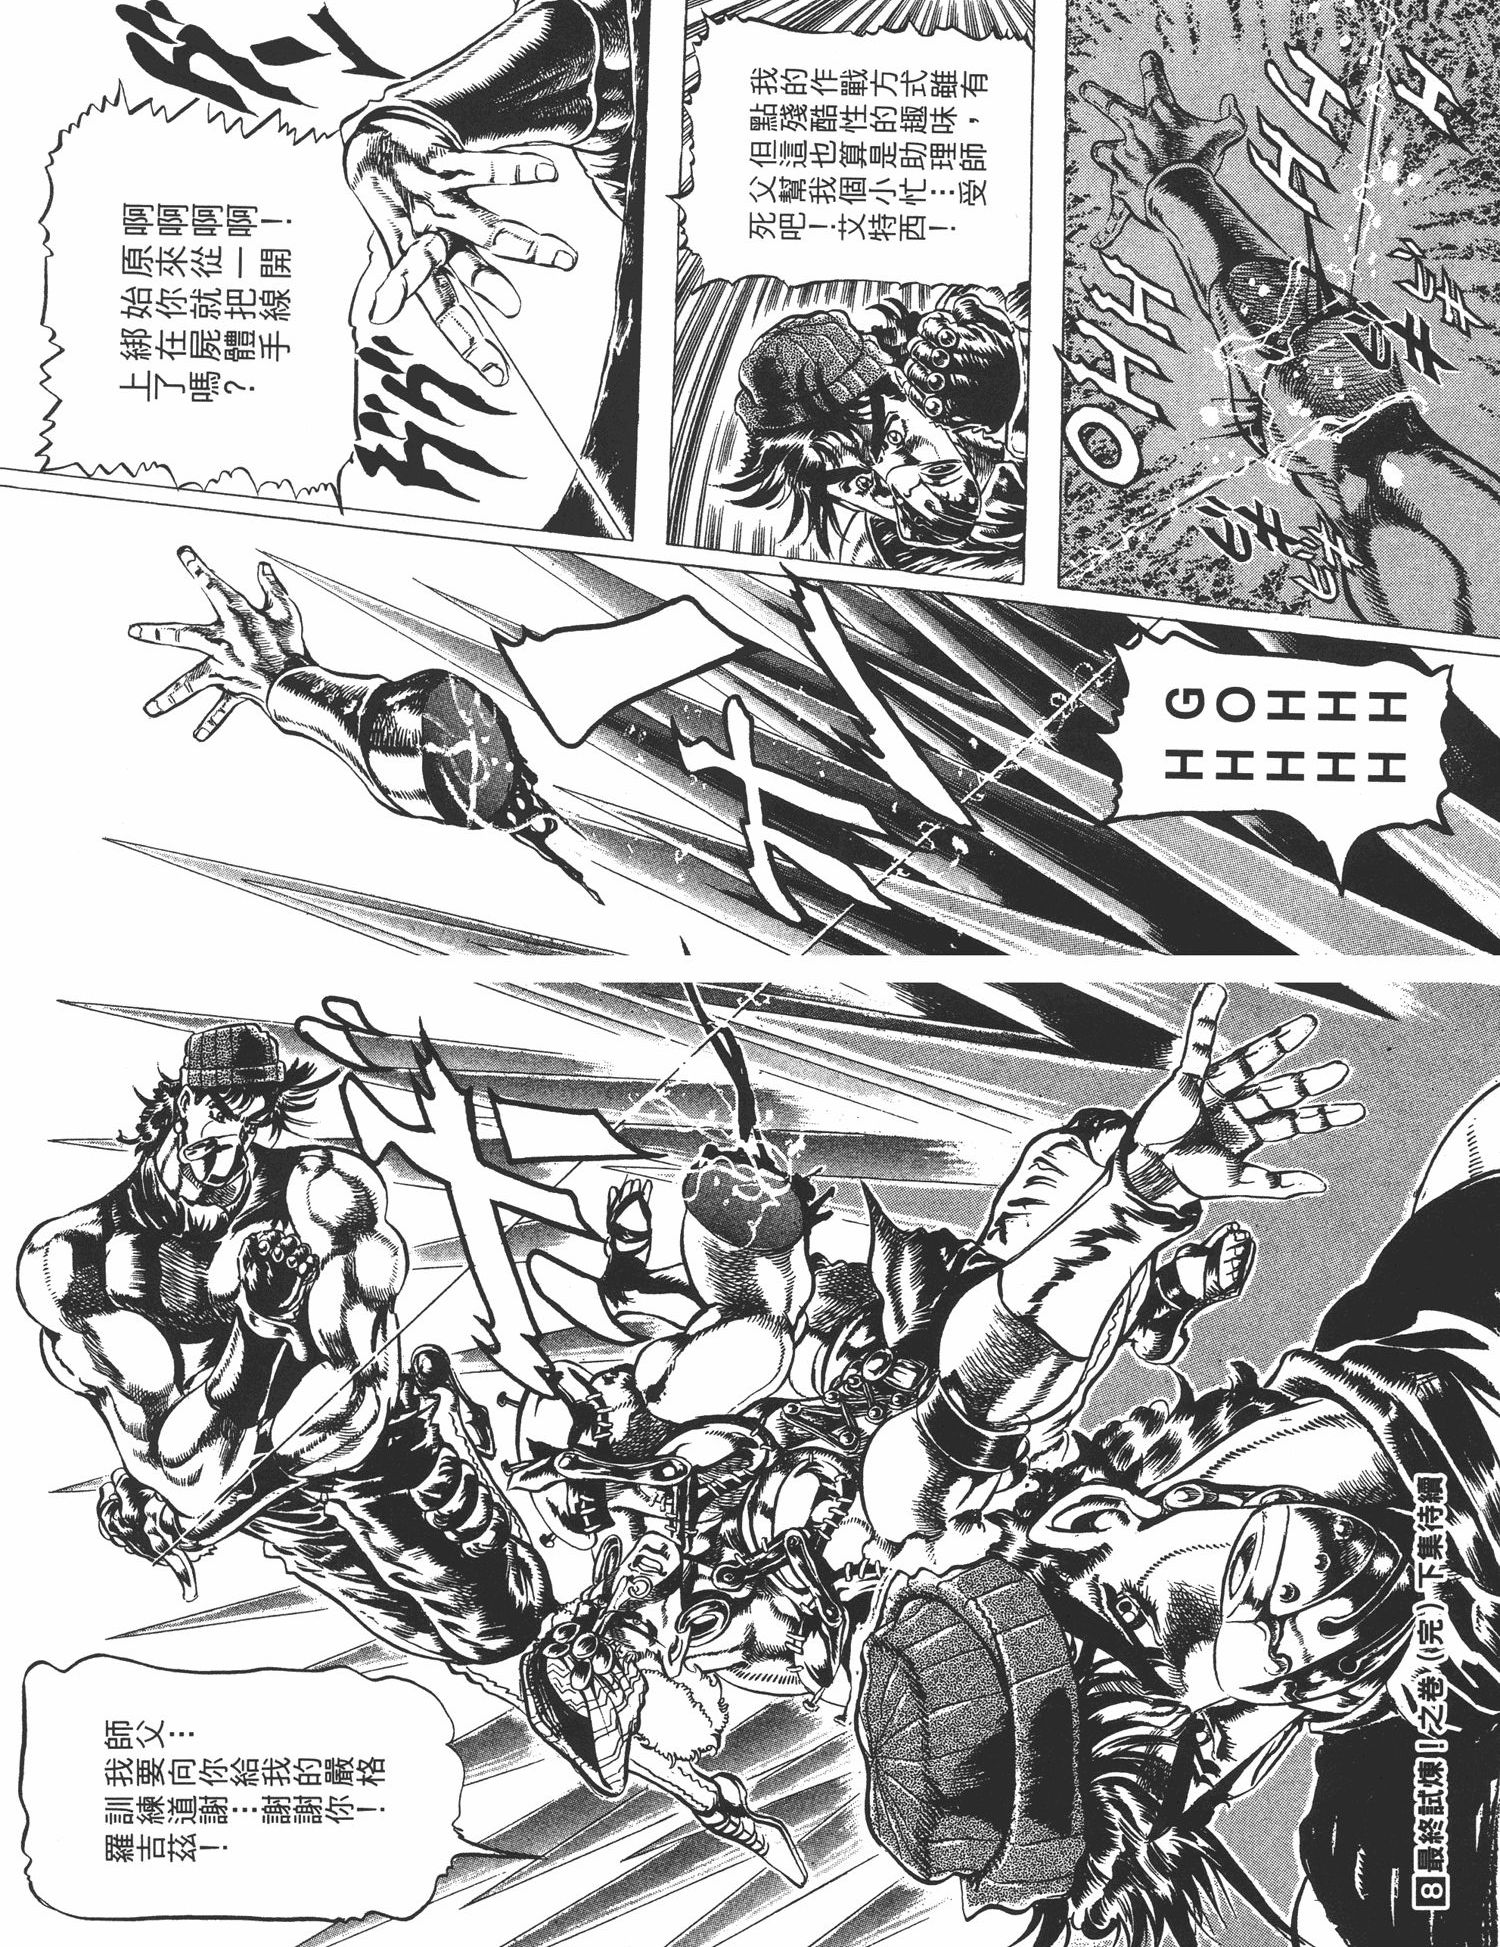 OHHHHH
我的作戰方式雖有
點殘酷性的趣味，
但這也算是助理師
父幫我個小忙…受
死吧！艾特西！
啊啊啊啊！
原來從一開
始你就把線
綁在屍體手
上了嗎？
GOHHH
HHHHH
師父…
我要向你給我的嚴格
訓練道謝…謝謝你！
羅吉茲！
8 最終試煉！之卷（完）下集待續